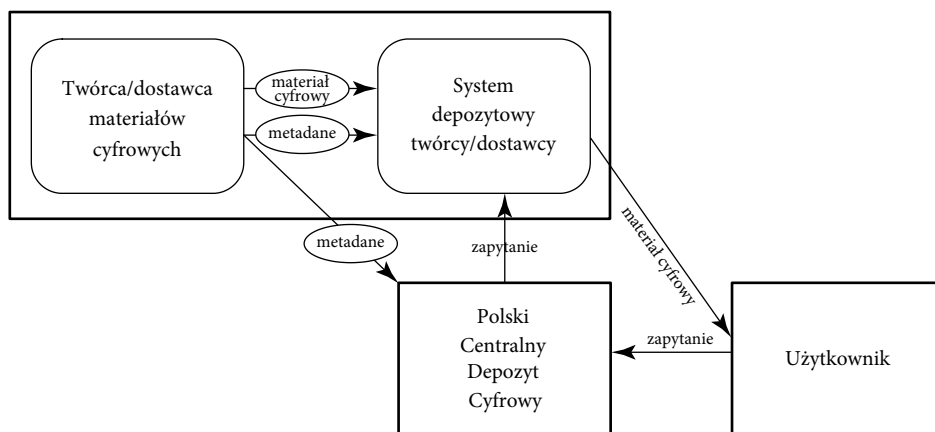 Twórca/dostawca
materiałów
cyfrowych
materiał
cyfrowy
metadane
System
depozytowy
twórcy/dostawcy
metadane
zapytanie
materiał cyfrowy
Polski
Centralny
Depozyt
Cyfrowy
zapytanie
Użytkownik